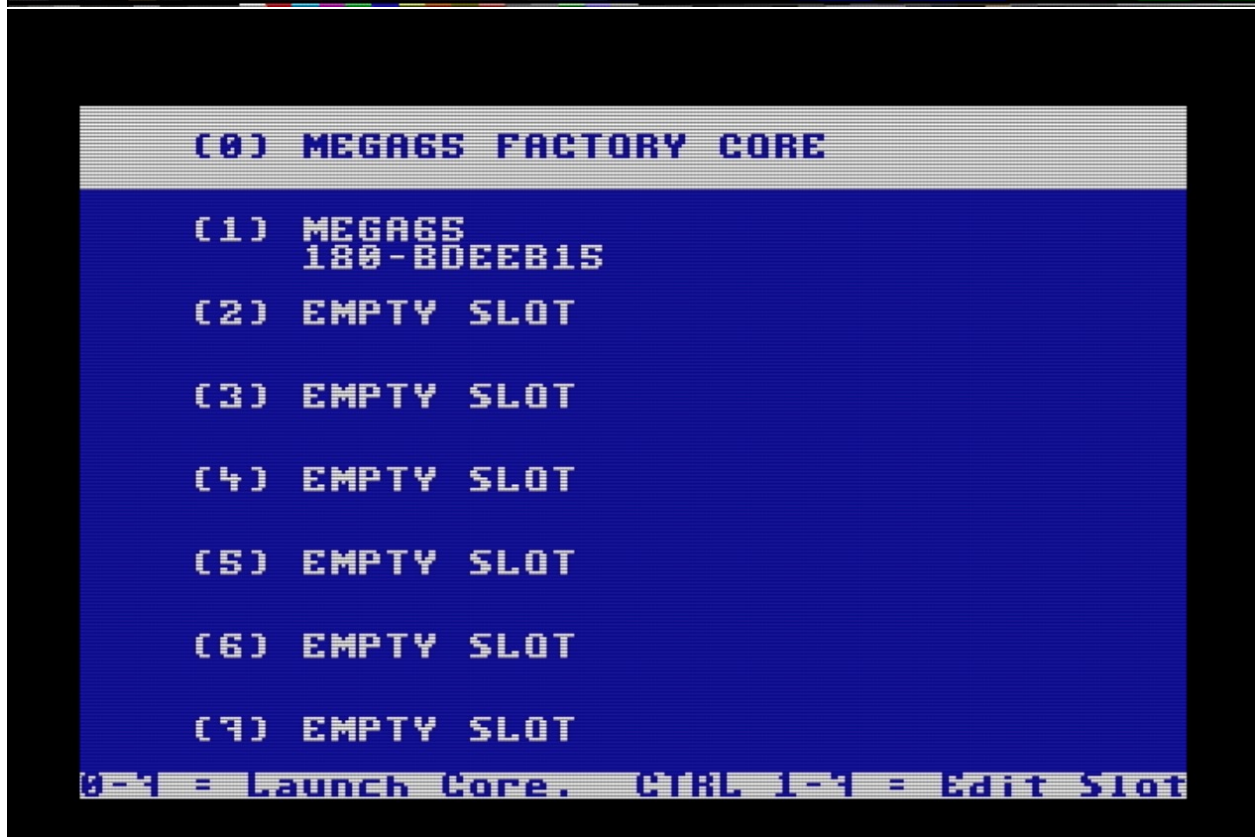 (0) MEGA65 FACTORY CORE
(1) MEGA65
180-BDEEB15
(2) EMPTY SLOT
(3) EMPTY SLOT
(4) EMPTY SLOT
(5) EMPTY SLOT
(6) EMPTY SLOT
(7) EMPTY SLOT
0-7 = Launch Core. CTRL 1-7 = Edit Slot